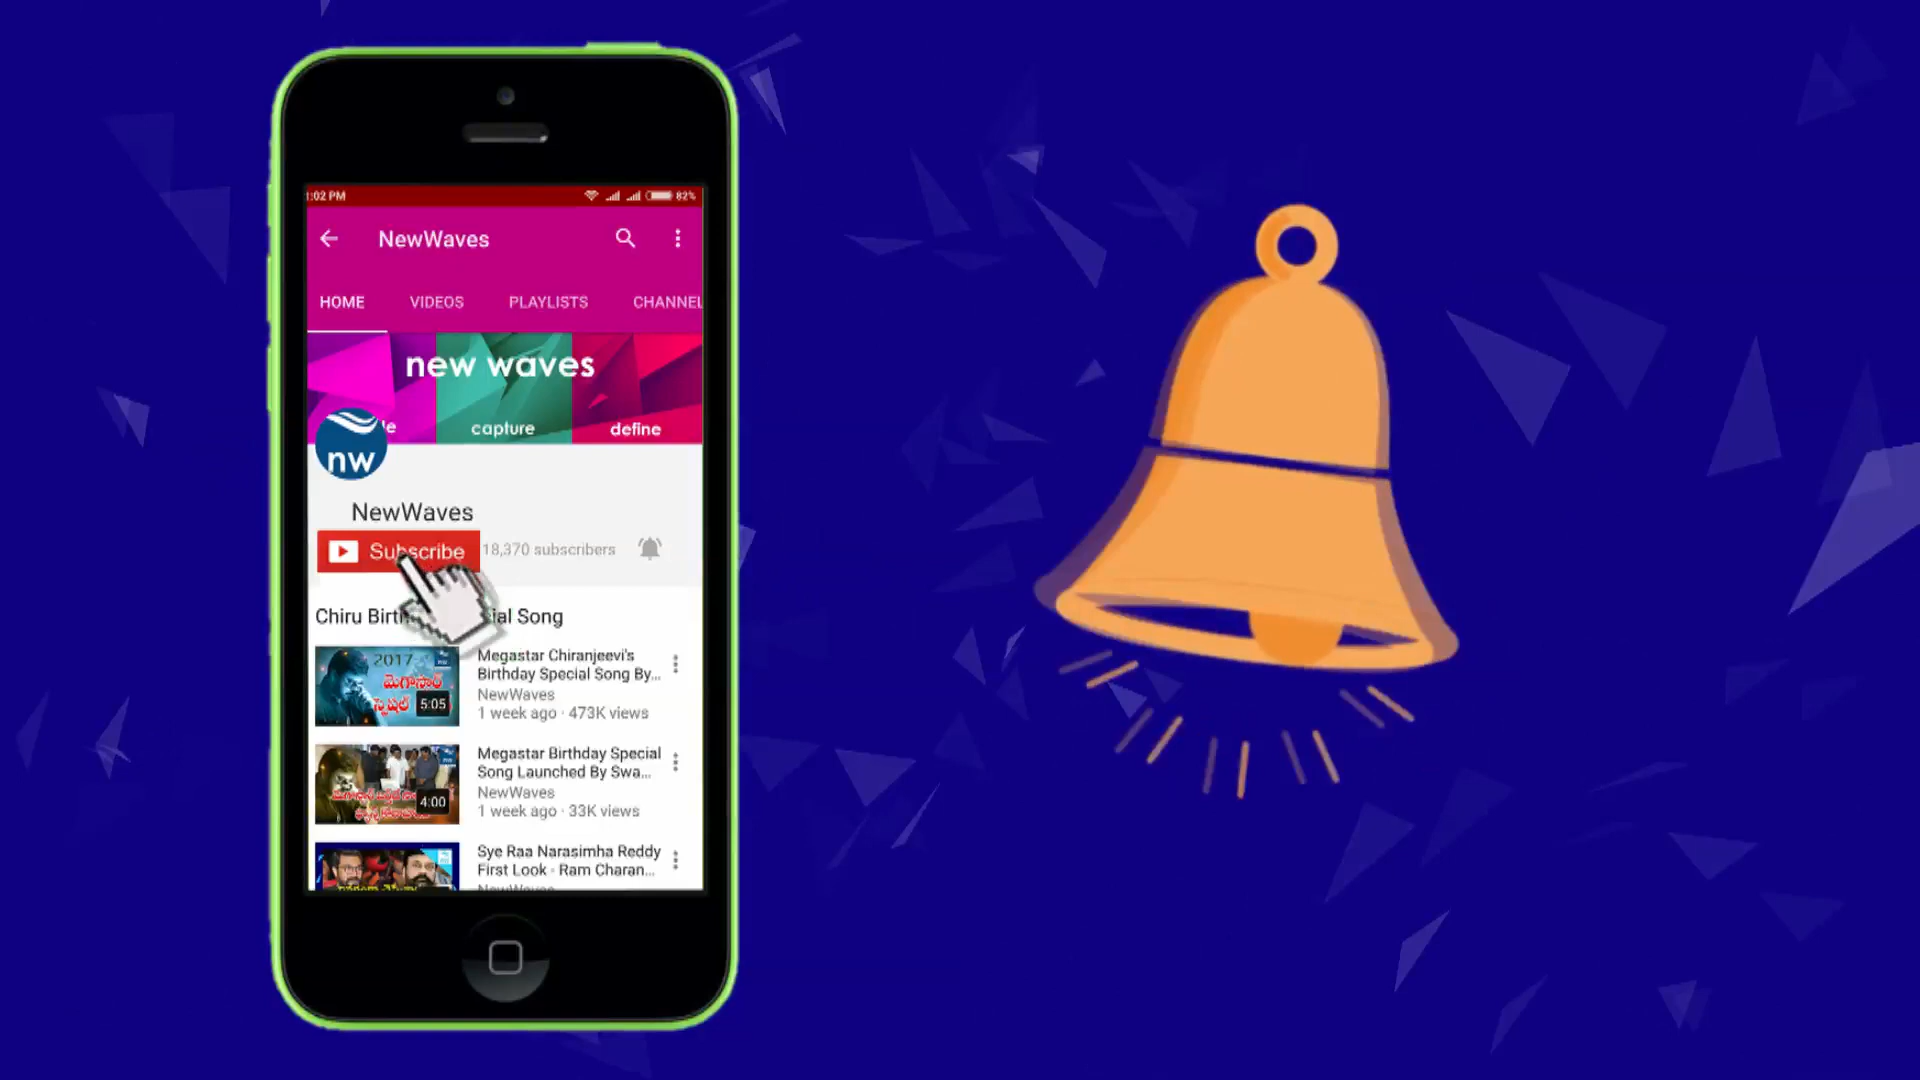 1:02 PM
82%
NewWaves
HOME VIDEOS PLAYLISTS CHANNEL
new waves
capture
define
nw
NewWaves
Subscribe
18,370 subscribers
Chiru Song
2017
మెగాస్టార్
స్పెషల్
5:05
Megastar Chiranjeevi's
Birthday Special Song By...
NewWaves
1 week ago · 473K views
4:00
Megastar Birthday Special
Song Launched By Swa...
NewWaves
1 week ago · 33K views
Sye Raa Narasimha Reddy
First Look - Ram Charan...
NewWaves